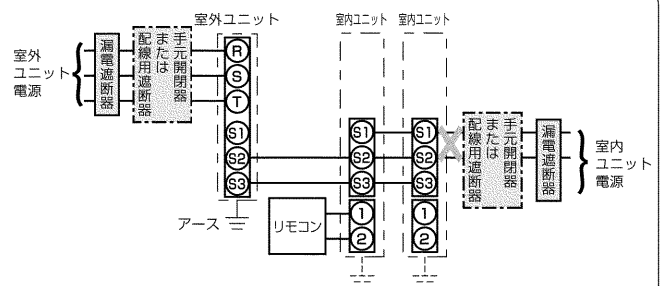 室外ユニット
室内ユニット
室内ユニット
室外
ユニット
電源
漏電遮断器
手元開閉器
または
配線用遮断器
R
S
T
S1
S2
S3
アース
S1
S2
S3
1
2
リモコン
S1
S2
S3
1
2
手元開閉器
または
配線用遮断器
漏電遮断器
室内
ユニット
電源